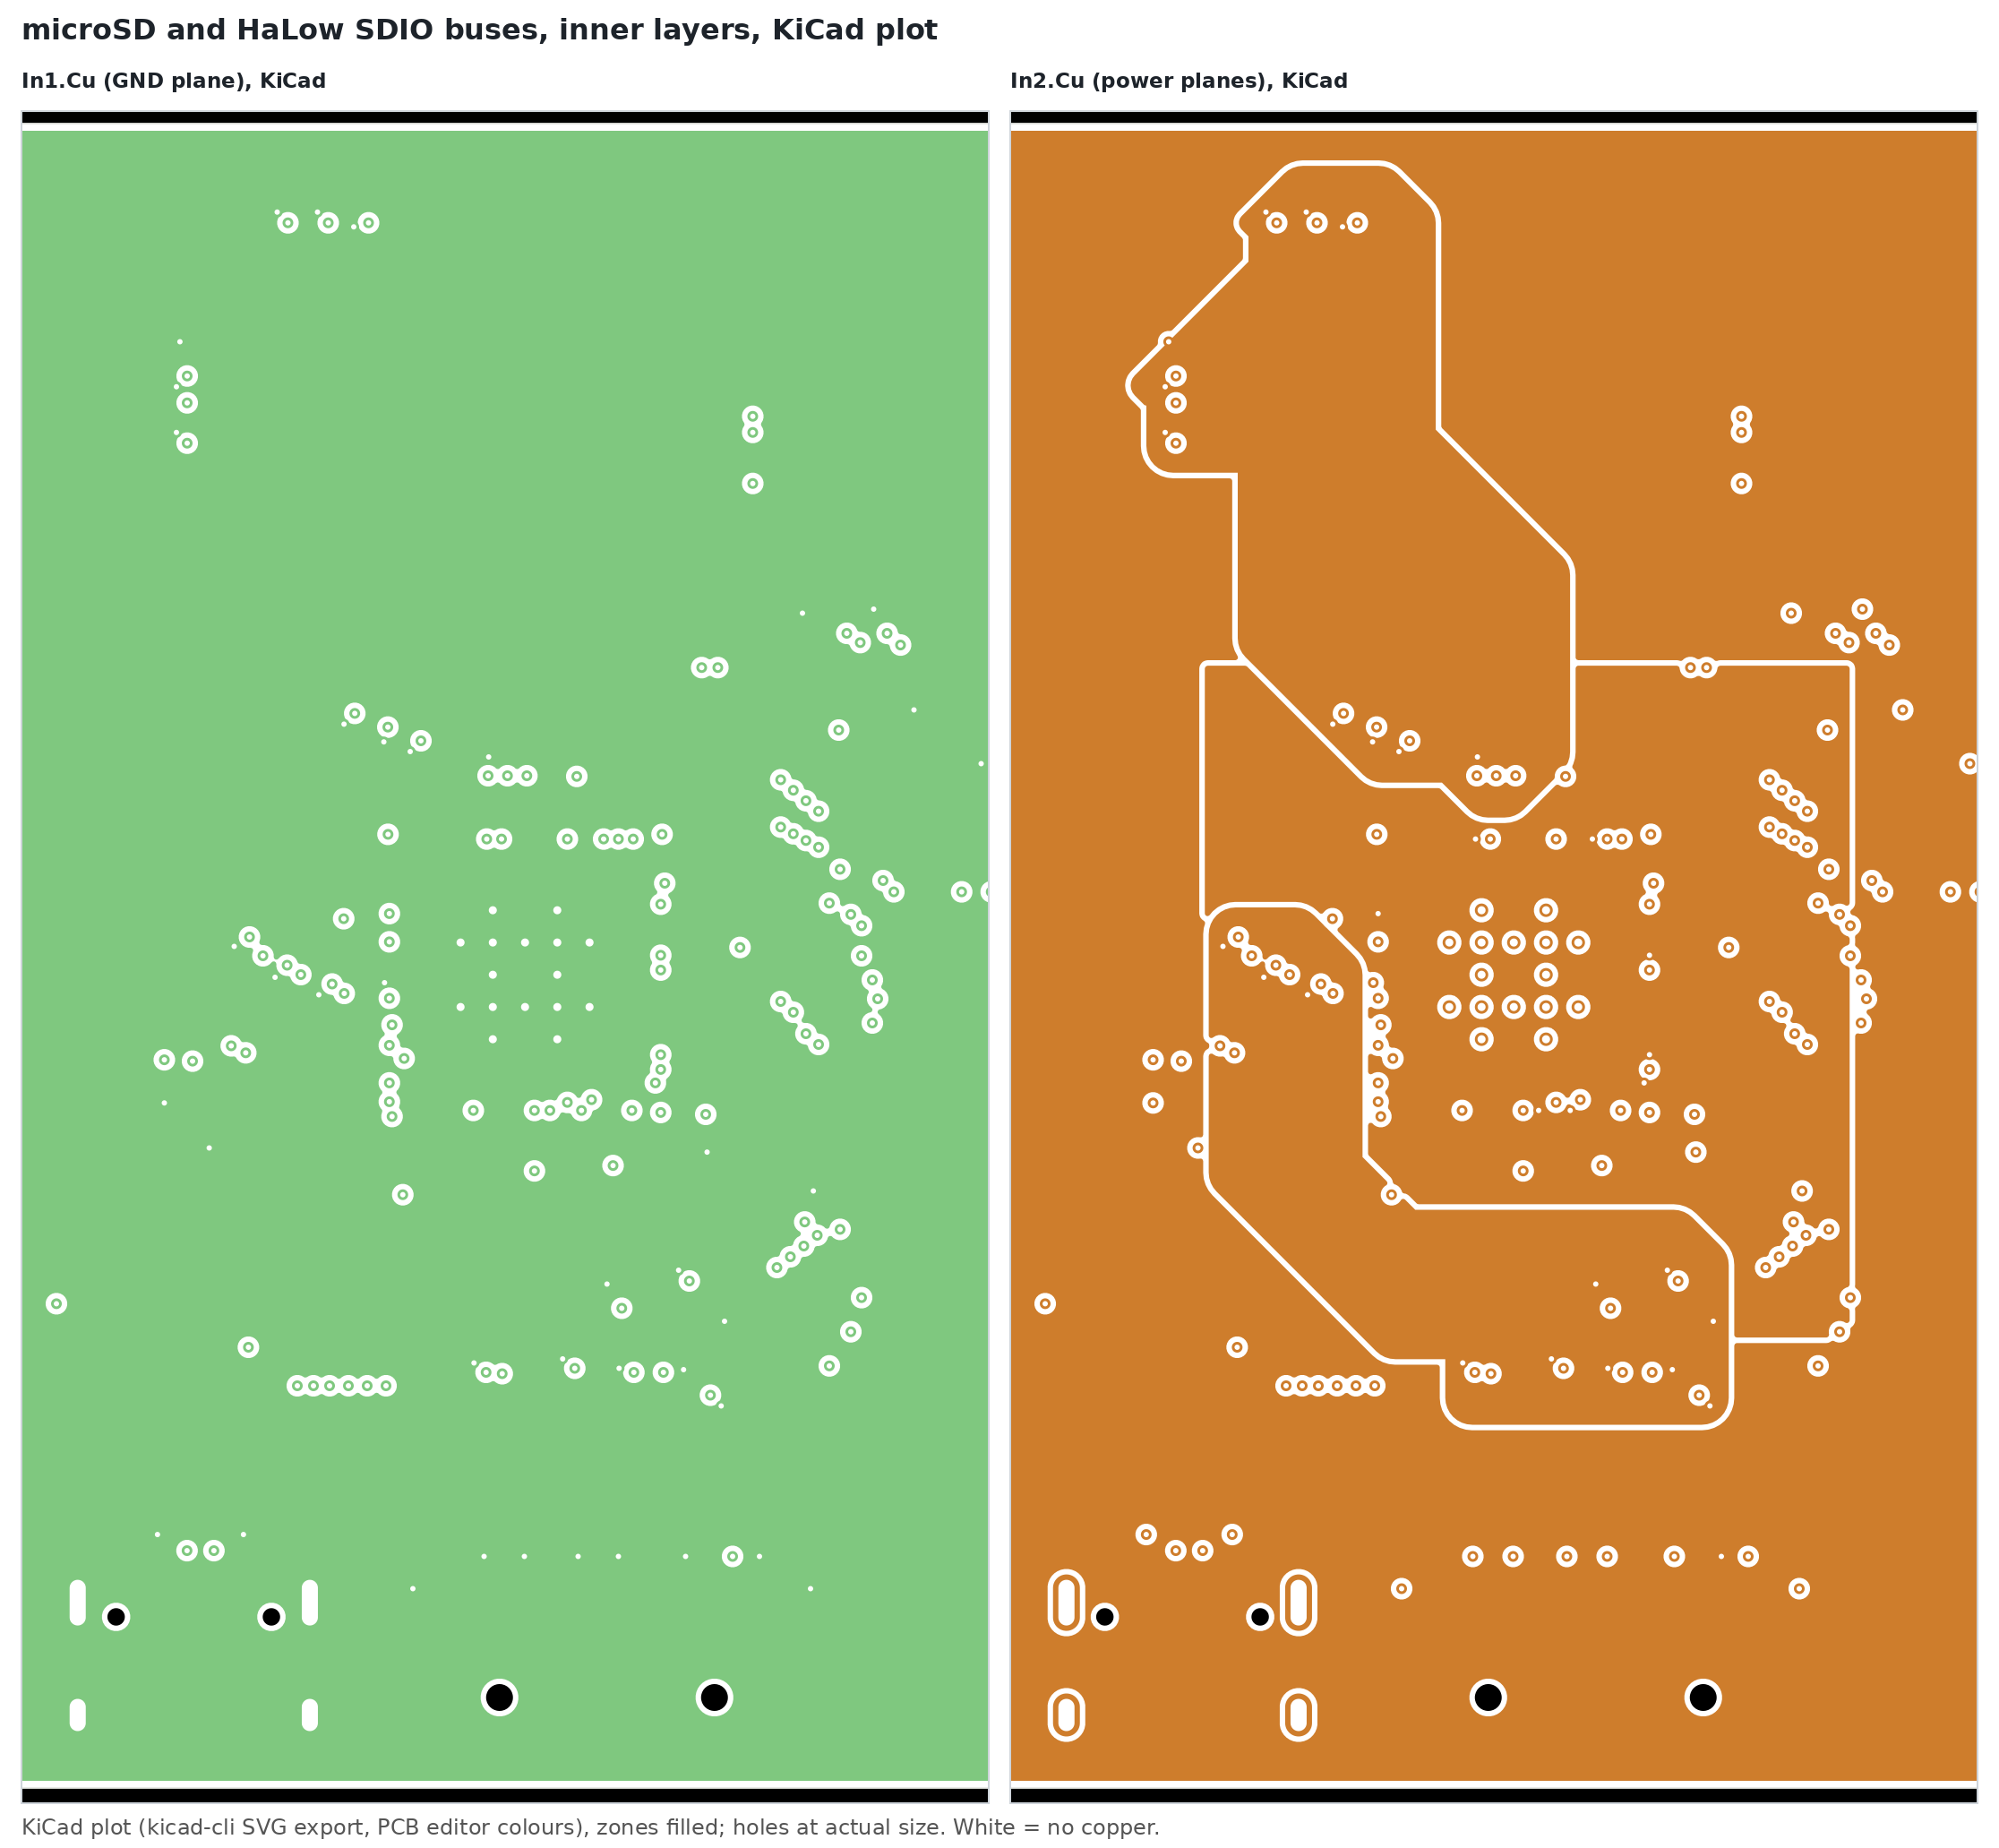 microSD and HaLow SDIO buses, inner layers, KiCad plot
In1.Cu (GND plane), KiCad
In2.Cu (power planes), KiCad
KiCad plot (kicad-cli SVG export, PCB editor colours), zones filled; holes at actual size. White = no copper.